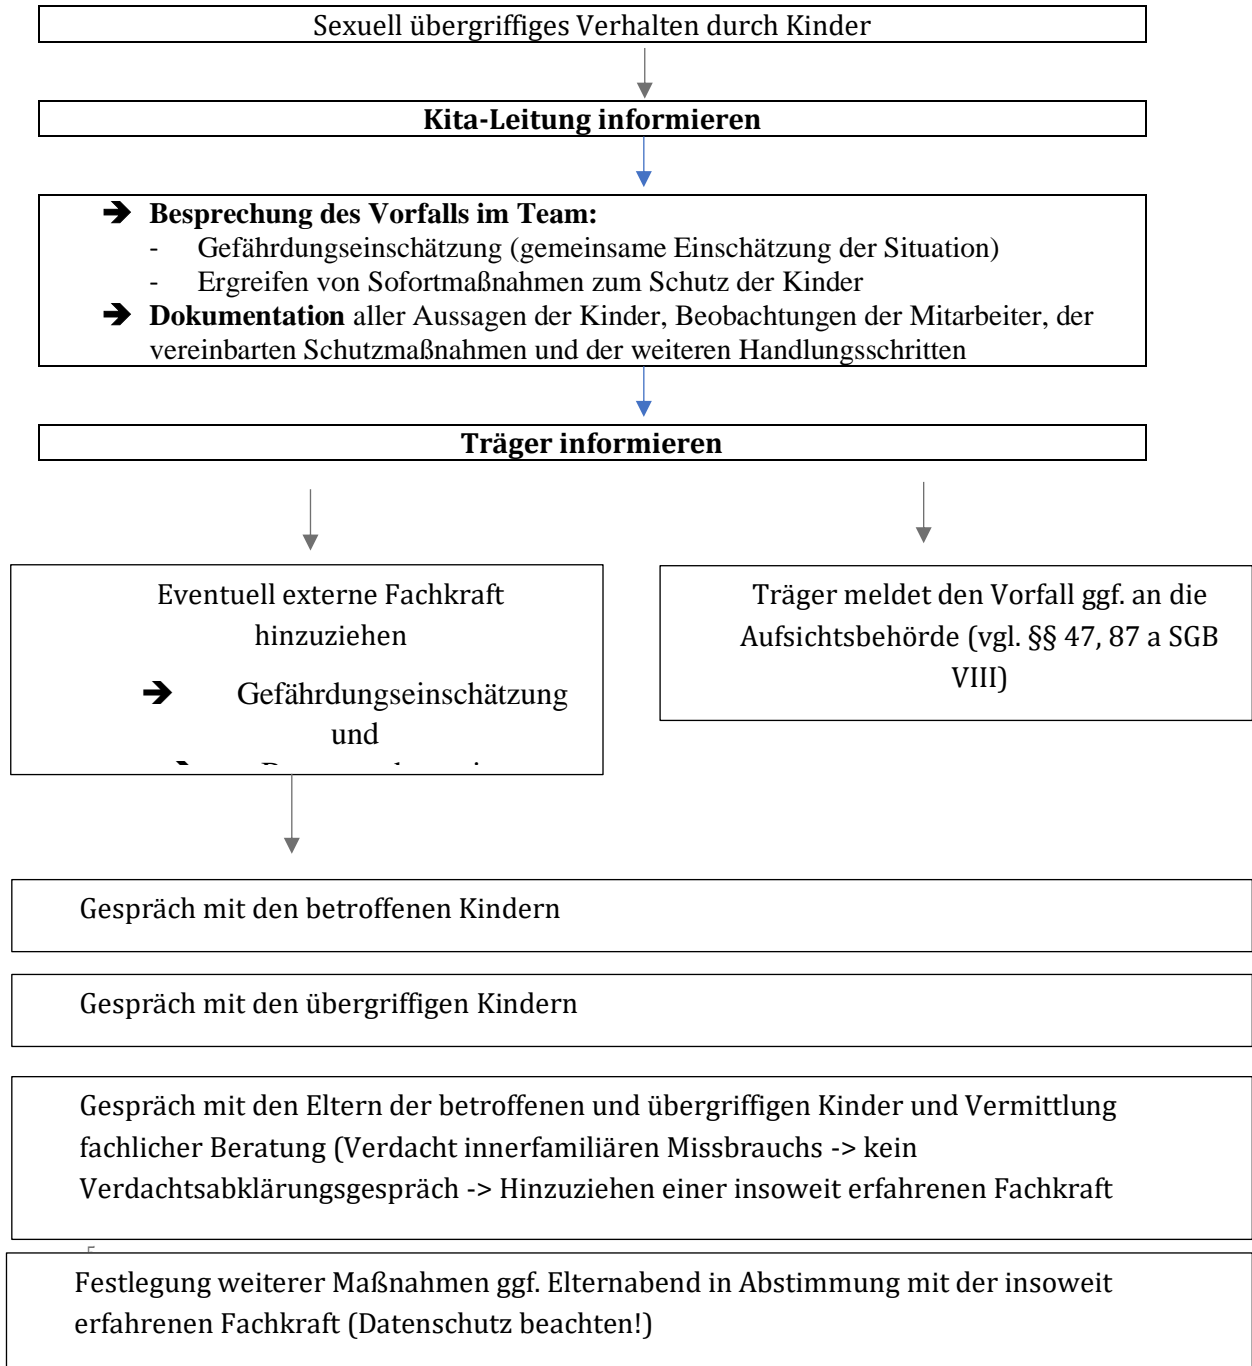 Sexuell übergriffiges Verhalten durch Kinder
Kita-Leitung informieren
➔ Besprechung des Vorfalls im Team:
- Gefährdungseinschätzung (gemeinsame Einschätzung der Situation)
- Ergreifen von Sofortmaßnahmen zum Schutz der Kinder
➔ Dokumentation aller Aussagen der Kinder, Beobachtungen der Mitarbeiter, der
vereinbarten Schutzmaßnahmen und der weiteren Handlungsschritten
Träger informieren
Eventuell externe Fachkraft
hinzuziehen
➔ Gefährdungseinschätzung
und
➔
Träger meldet den Vorfall ggf. an die
Aufsichtsbehörde (vgl. §§ 47, 87 a SGB
VIII)
Gespräch mit den betroffenen Kindern
Gespräch mit den übergriffigen Kindern
Gespräch mit den Eltern der betroffenen und übergriffigen Kinder und Vermittlung
fachlicher Beratung (Verdacht innerfamiliären Missbrauchs -> kein
Verdachtsabklärungsgespräch -> Hinzuziehen einer insoweit erfahrenen Fachkraft
Festlegung weiterer Maßnahmen ggf. Elternabend in Abstimmung mit der insoweit
erfahrenen Fachkraft (Datenschutz beachten!)